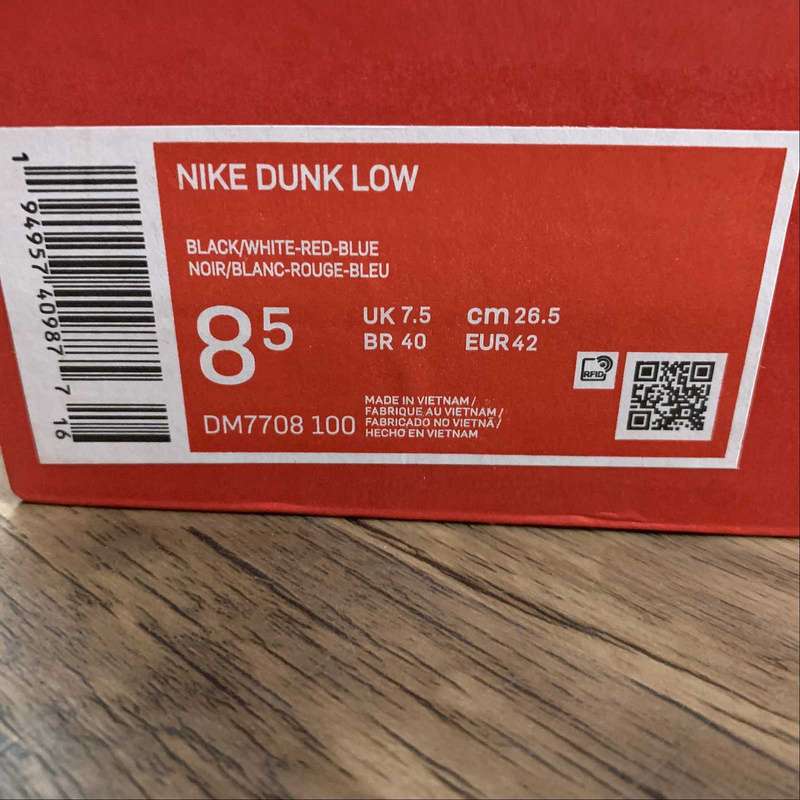 NIKE DUNK LOW
BLACK/WHITE-RED-BLUE
NOIR/BLANC-ROUGE-BLEU
8 5
UK 7.5 cm 26.5
BR 40 EUR 42
RFID
DM7708 100
MADE IN VIETNAM /
FABRIQUE AU VIETNAM /
FABRICADO NO VIETNÃ /
HECHO EN VIETNAM
1 94957 40987 7 16